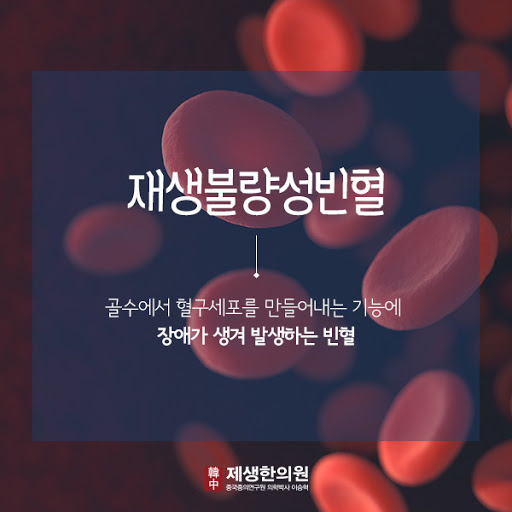 재생불량성빈혈
골수에서 혈구세포를 만들어내는 기능에
장애가 생겨 발생하는 빈혈
韓中 제생한의원
중국중의연구원 의학박사 이승혁